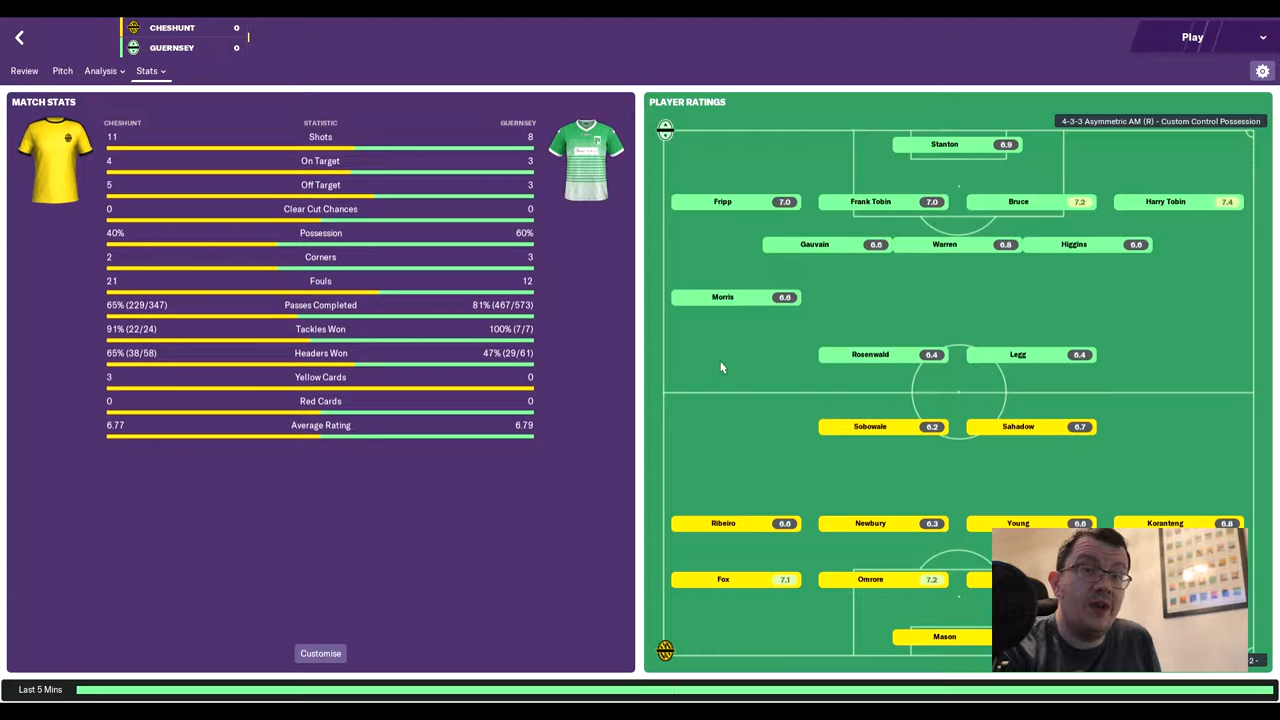 CHESHUNT 0
GUERNSEY 0
Play
Review Pitch Analysis Stats
MATCH STATS
CHESHUNT STATISTIC GUERNSEY
11 Shots 8
4 On Target 3
5 Off Target 3
0 Clear Cut Chances 0
40% Possession 60%
2 Corners 3
21 Fouls 12
65% (229/347) Passes Completed 81% (467/573)
91% (22/24) Tackles Won 100% (7/7)
65% (38/58) Headers Won 47% (29/61)
3 Yellow Cards 0
0 Red Cards 0
6.77 Average Rating 6.79
Customise
PLAYER RATINGS
4-3-3 Asymmetric AM (R) - Custom Control Possession
Stanton 6.9
Fripp 7.0 Frank Tobin 7.0 Bruce 7.2 Harry Tobin 7.4
Gauvain 6.6 Warren 6.8 Higgins 6.6
Morris 6.6
Rosenwald 6.4 Legg 6.4
Sobowale 6.2 Sahadow 6.7
Ribeiro 6.6 Newbury 6.3 Young 6.6 Koranteng 6.8
Fox 7.1 Omrore 7.2
Mason
2 -
Last 5 Mins